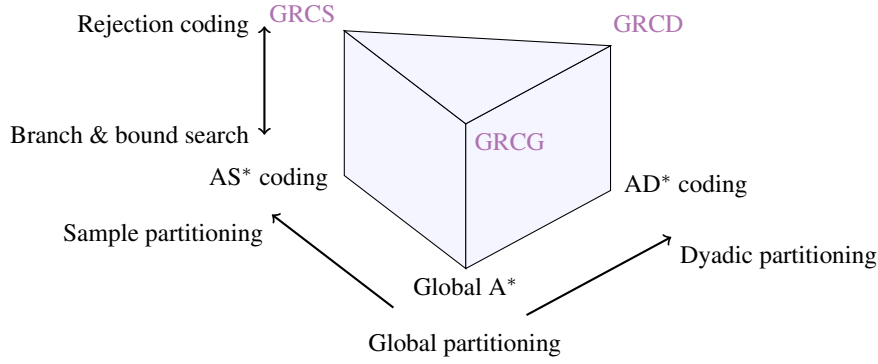 GRCS
Rejection coding
GRCD
Branch & bound search
GRCG
AS* coding
AD* coding
Sample partitioning
Dyadic partitioning
Global A*
Global partitioning